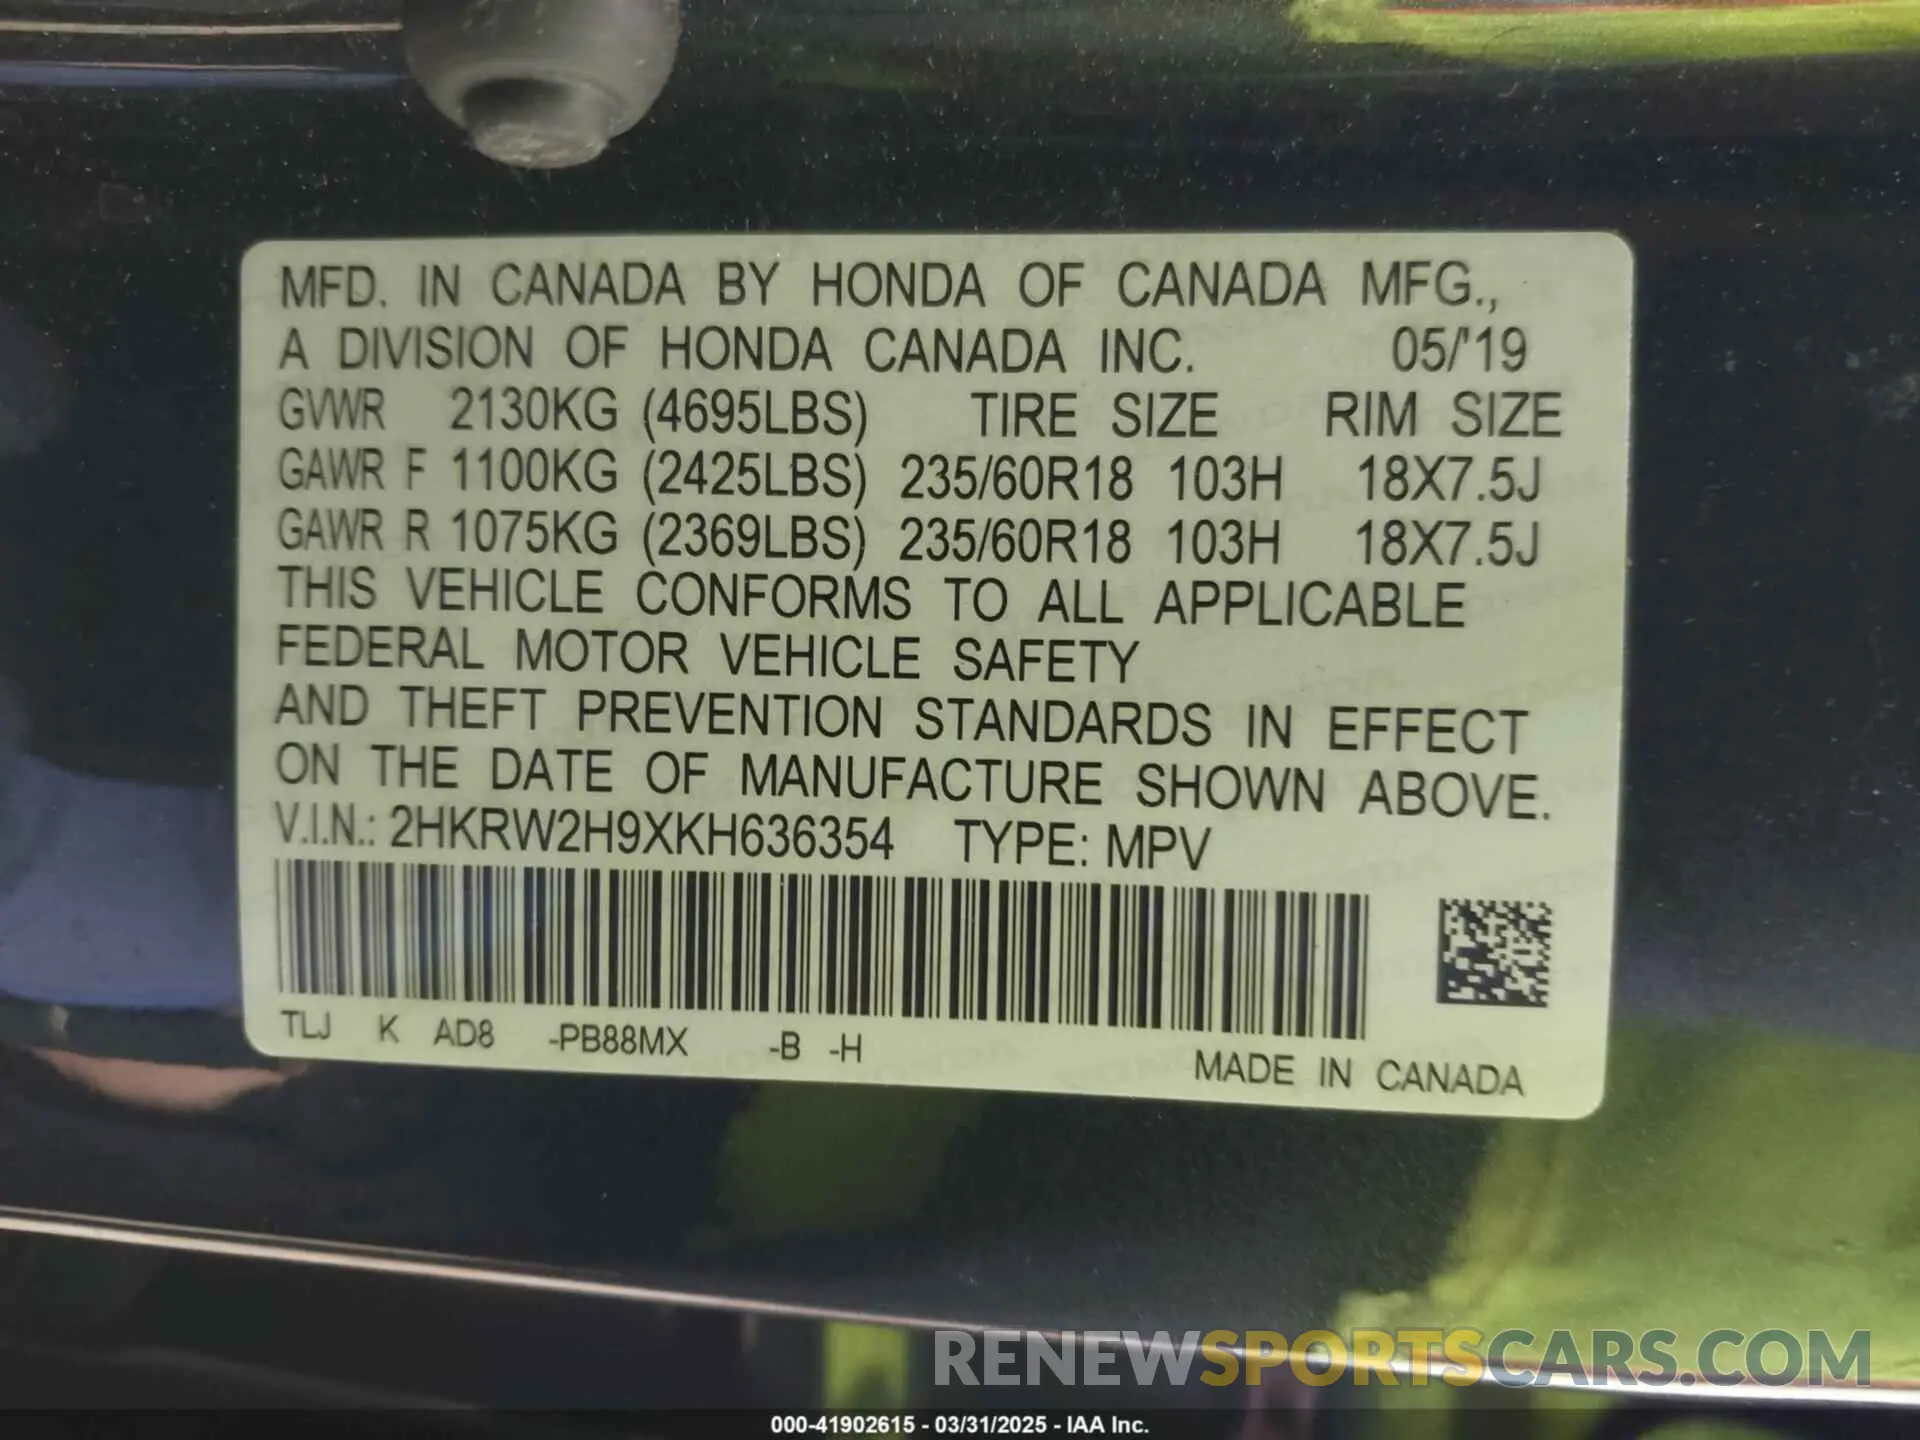 MFD. IN CANADA BY HONDA OF CANADA MFG.,
A DIVISION OF HONDA CANADA INC. 05/'19
GVWR 2130KG (4695LBS) TIRE SIZE RIM SIZE
GAWR F 1100KG (2425LBS) 235/60R18 103H 18X7.5J
GAWR R 1075KG (2369LBS) 235/60R18 103H 18X7.5J
THIS VEHICLE CONFORMS TO ALL APPLICABLE
FEDERAL MOTOR VEHICLE SAFETY
AND THEFT PREVENTION STANDARDS IN EFFECT
ON THE DATE OF MANUFACTURE SHOWN ABOVE.
V.I.N.: 2HKRW2H9XKH636354 TYPE: MPV
TLJ K AD8 -PB88MX -B -H
MADE IN CANADA
RENEWSPORTSCARS.COM
000-41902615 - 03/31/2025 - IAA Inc.